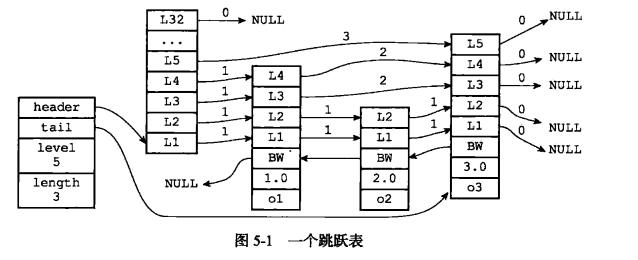 L32
0
NULL
...
L5
3
L4
1
L3
1
L2
1
L1
1
header
tail
level
5
length
3
NULL
L4
2
L3
2
L2
1
L1
1
BW
1.0
o1
L2
1
L1
1
BW
2.0
o2
L5
0
NULL
L4
0
NULL
L3
0
NULL
L2
0
NULL
L1
0
NULL
BW
3.0
o3
图 5-1 一个跳跃表